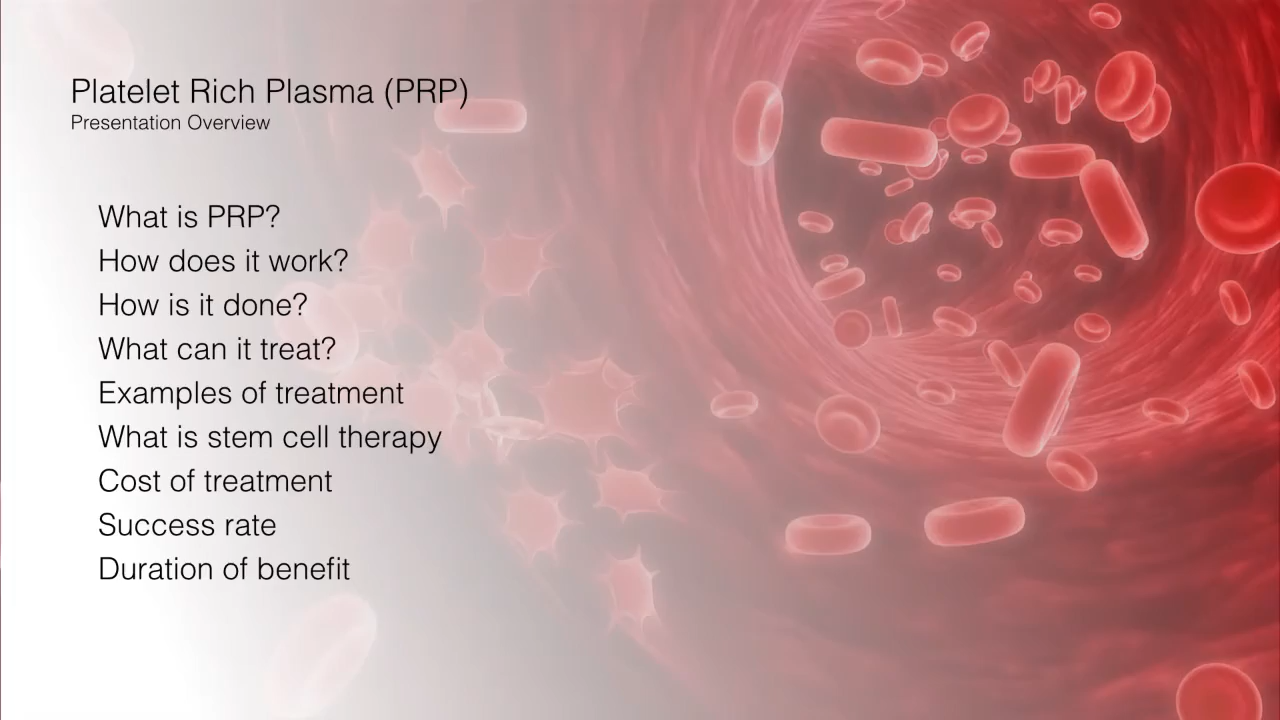 Platelet Rich Plasma (PRP)
Presentation Overview
What is PRP?
How does it work?
How is it done?
What can it treat?
Examples of treatment
What is stem cell therapy
Cost of treatment
Success rate
Duration of benefit